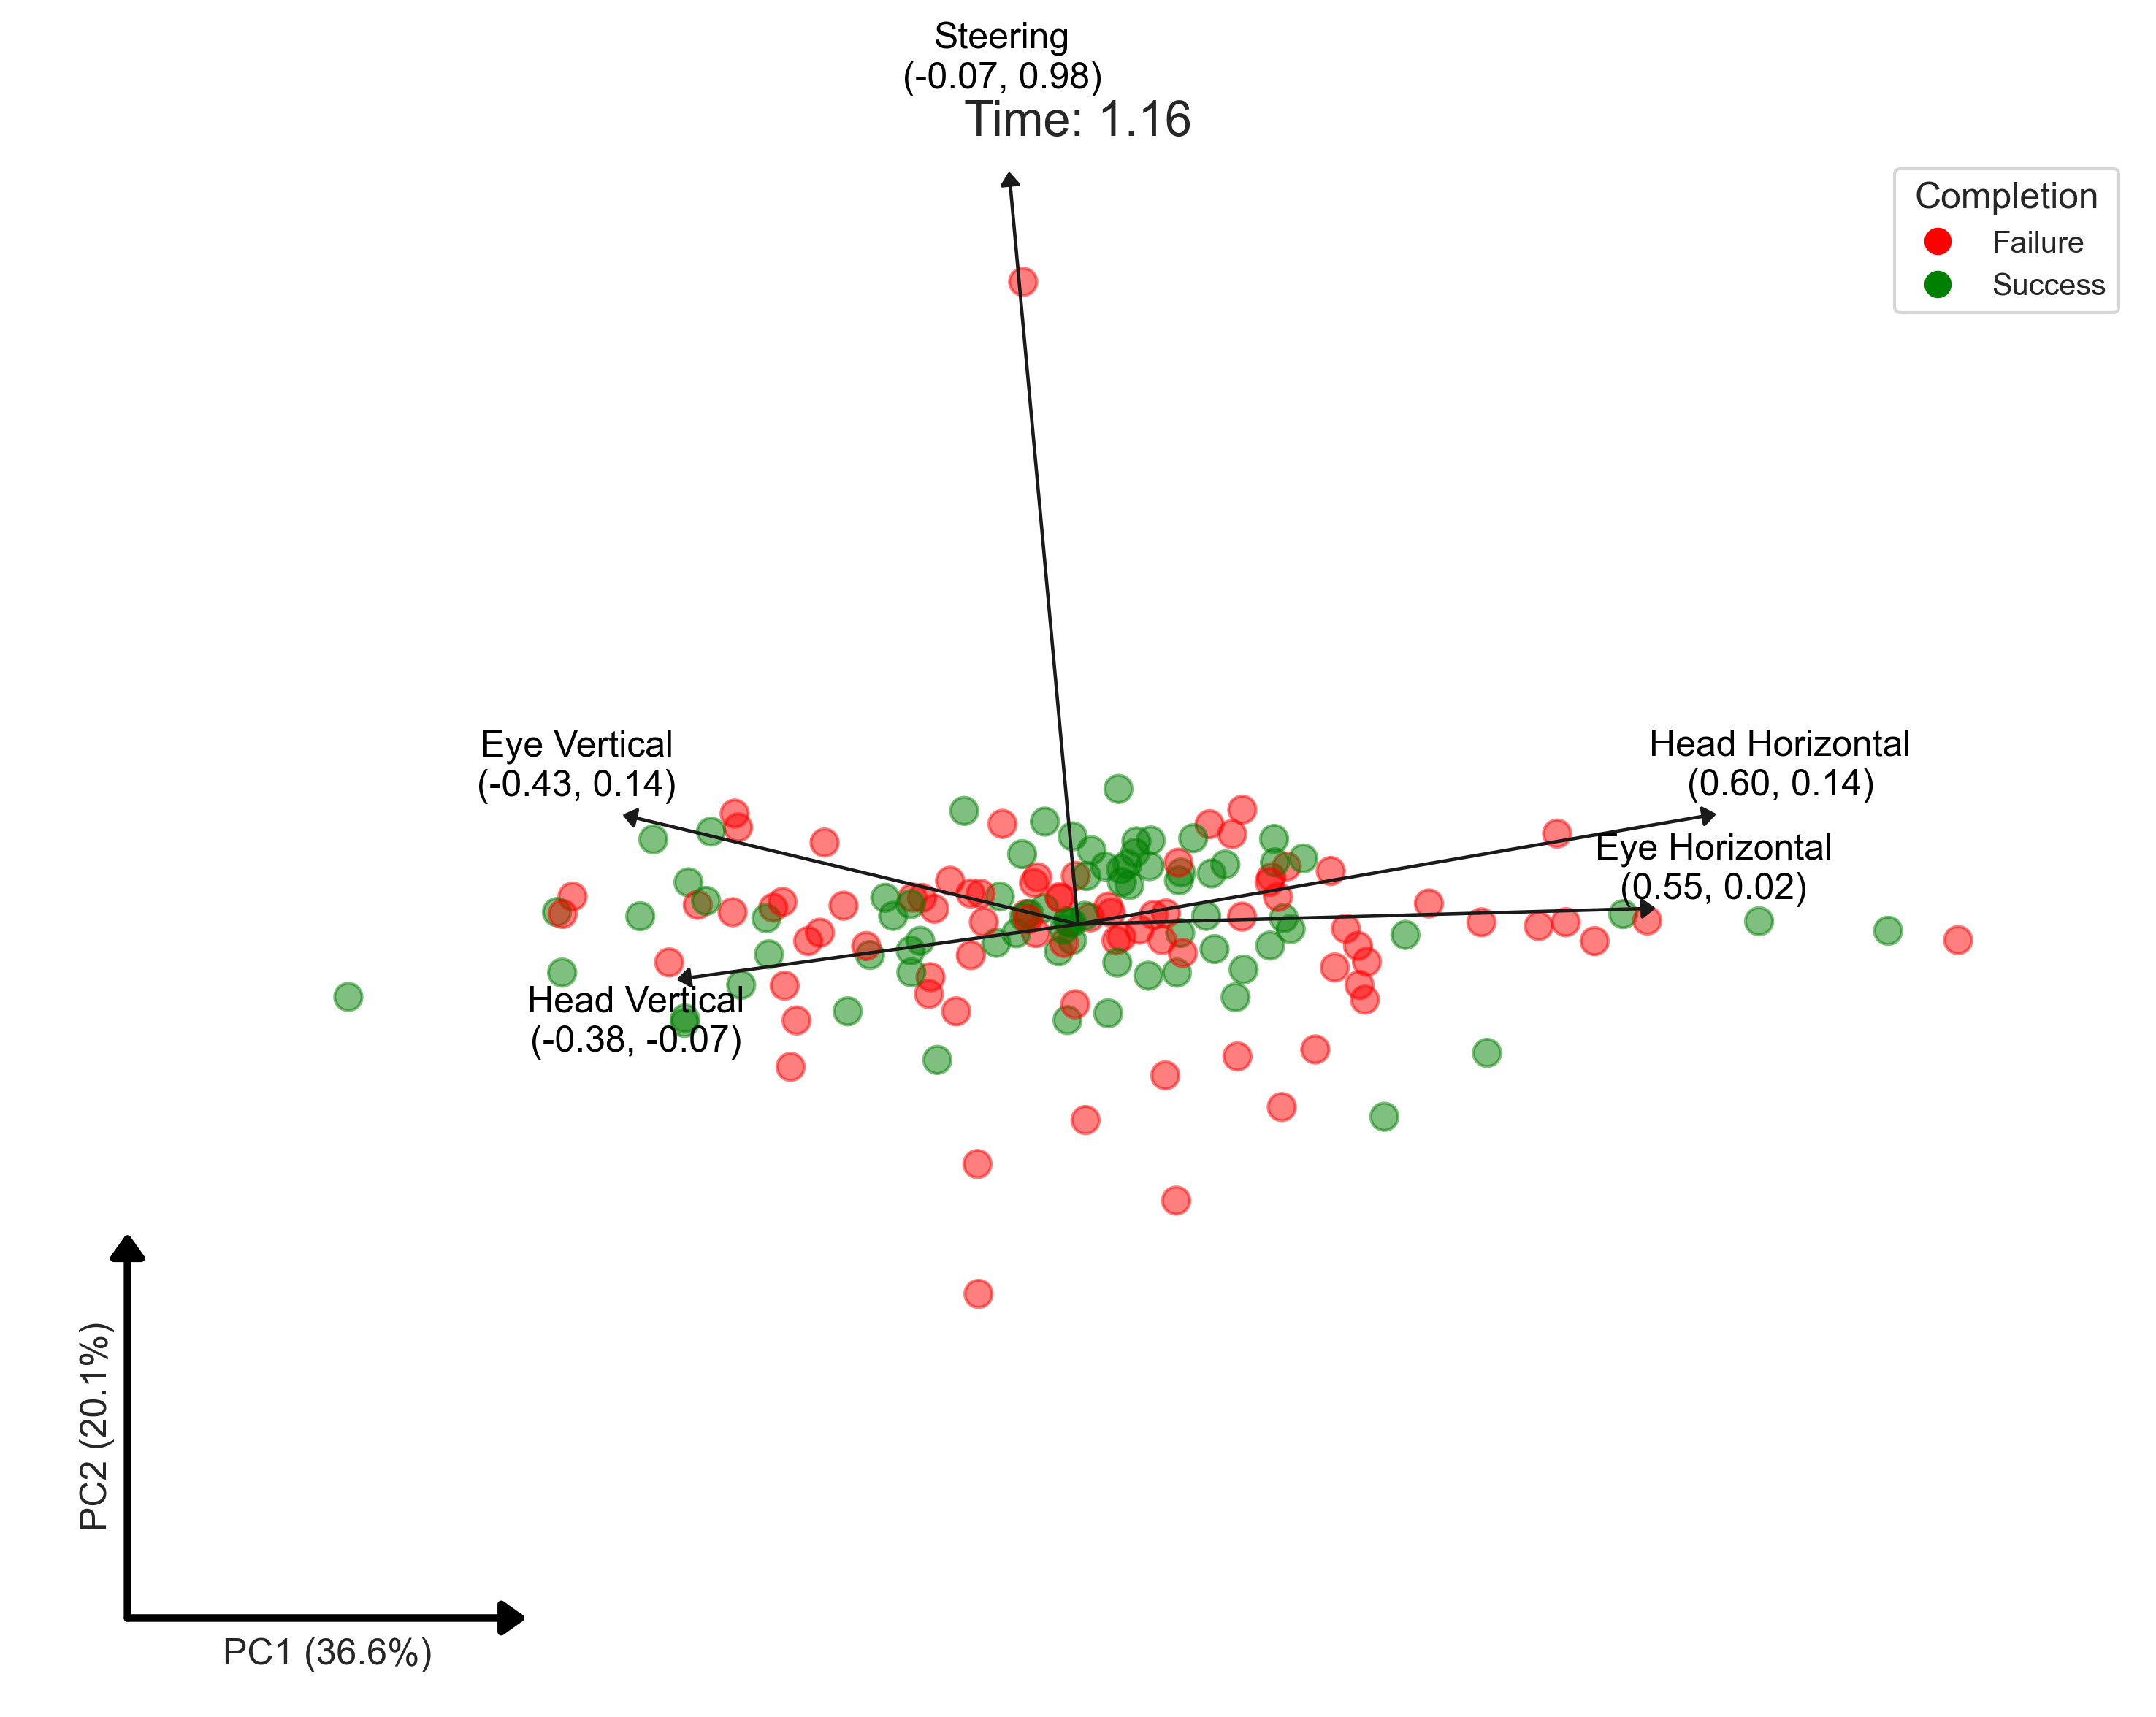 Steering
(-0.07, 0.98)
Time: 1.16
Completion
Failure
Success
Eye Vertical
(-0.43, 0.14)
Head Horizontal
(0.60, 0.14)
Eye Horizontal
(0.55, 0.02)
Head Vertical
(-0.38, -0.07)
PC2 (20.1%)
PC1 (36.6%)